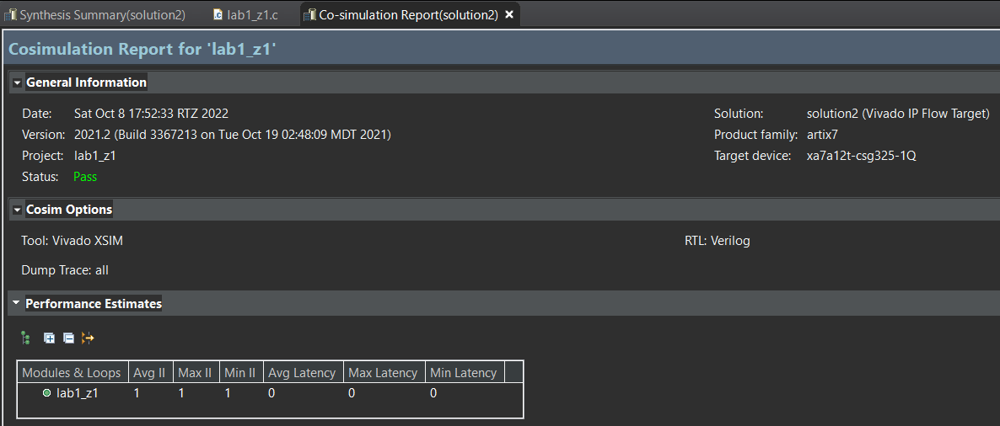 Synthesis Summary(solution2) lab1_z1.c Co-simulation Report(solution2)
Cosimulation Report for 'lab1_z1'
General Information
Date: Sat Oct 8 17:52:33 RTZ 2022 Solution: solution2 (Vivado IP Flow Target)
Version: 2021.2 (Build 3367213 on Tue Oct 19 02:48:09 MDT 2021) Product family: artix7
Project: lab1_z1 Target device: xa7a12t-csg325-1Q
Status: Pass
Cosim Options
Tool: Vivado XSIM RTL: Verilog
Dump Trace: all
Performance Estimates
Modules & Loops Avg II Max II Min II Avg Latency Max Latency Min Latency
lab1_z1 1 1 1 0 0 0